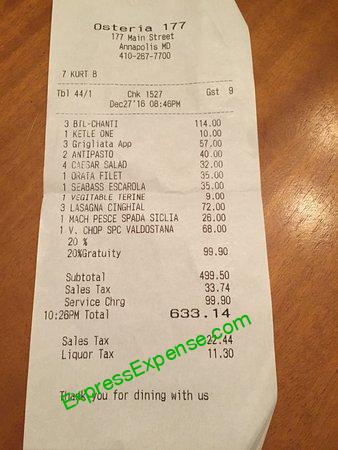 Osteria 177
177 Main Street
Annapolis MD
410-267-7700
7 KURT B
Tbl 44/1 Chk 1527 Gst 9
Dec27'16 08:46PM
3 BTL-CHANTI 114.00
1 KETLE ONE 10.00
3 Grigliata App 57.00
2 ANTIPASTO 40.00
4 CAESAR SALAD 32.00
1 ORATA FILET 35.00
1 SEABASS ESCAROLA 35.00
1 VEGITABLE TERINE 9.00
3 LASAGNA CINGHIAL 72.00
1 MACH PESCE SPADA SICLIA 26.00
1 V. CHOP SPC VALDOSTANA 68.00
20 %
20%Gratuity 99.90
Subtotal 499.50
Sales Tax 33.74
Service Chrg 99.90
10:26PM Total 633.14
Sales Tax 22.44
Liquor Tax 11.30
ExpressExpense.com
Thank you for dining with us